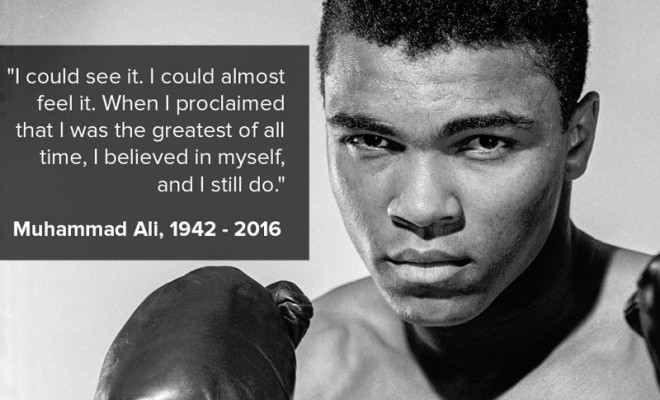 "I could see it. I could almost
feel it. When I proclaimed
that I was the greatest of all
time, I believed in myself,
and I still do."
Muhammad Ali, 1942 - 2016